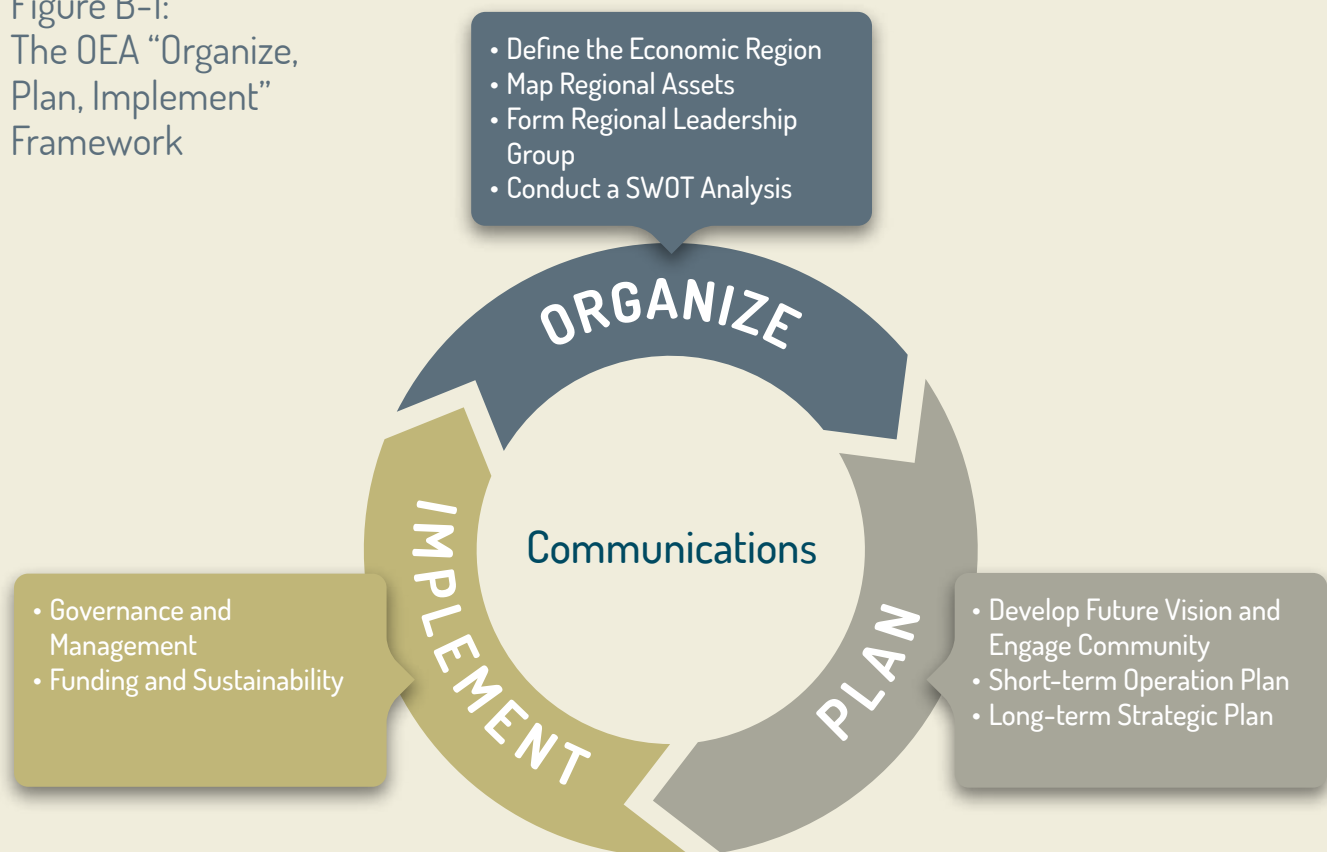 Figure B-1:
The OEA “Organize,
Plan, Implement”
Framework
• Define the Economic Region
• Map Regional Assets
• Form Regional Leadership
Group
• Conduct a SWOT Analysis
ORGANIZE
IMPLEMENT
Communications
PLAN
• Governance and
Management
• Funding and Sustainability
• Develop Future Vision and
Engage Community
• Short-term Operation Plan
• Long-term Strategic Plan